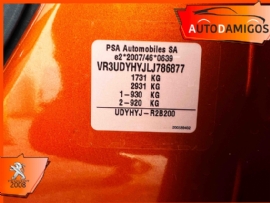 AUTODAMIGOS
PSA Automobiles SA
e2*2007/46*0639
VR3UDYHYJLJ786877
1731 KG
2931 KG
1-930 KG
2-920 KG
UDYHYJ-R2B200
2008